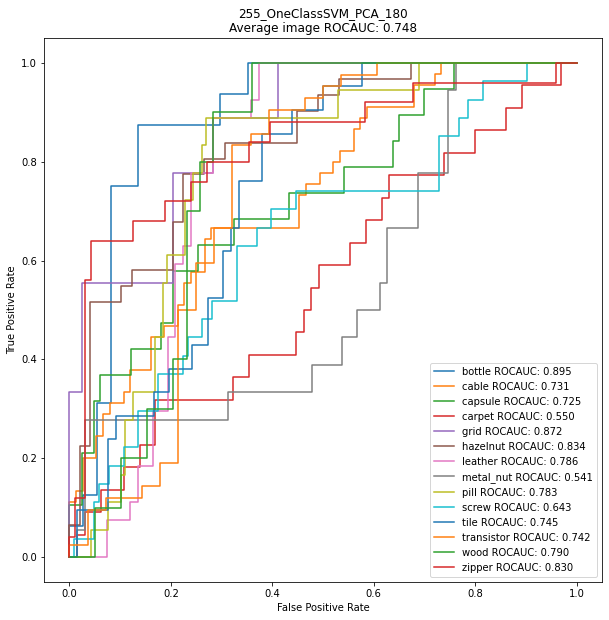 255_OneClassSVM_PCA_180
Average image ROCAUC: 0.748
True Positive Rate
1.0
0.8
0.6
0.4
0.2
0.0
bottle ROCAUC: 0.895
cable ROCAUC: 0.731
capsule ROCAUC: 0.725
carpet ROCAUC: 0.550
grid ROCAUC: 0.872
hazelnut ROCAUC: 0.834
leather ROCAUC: 0.786
metal_nut ROCAUC: 0.541
pill ROCAUC: 0.783
screw ROCAUC: 0.643
tile ROCAUC: 0.745
transistor ROCAUC: 0.742
wood ROCAUC: 0.790
zipper ROCAUC: 0.830
0.0 0.2 0.4 0.6 0.8 1.0
False Positive Rate